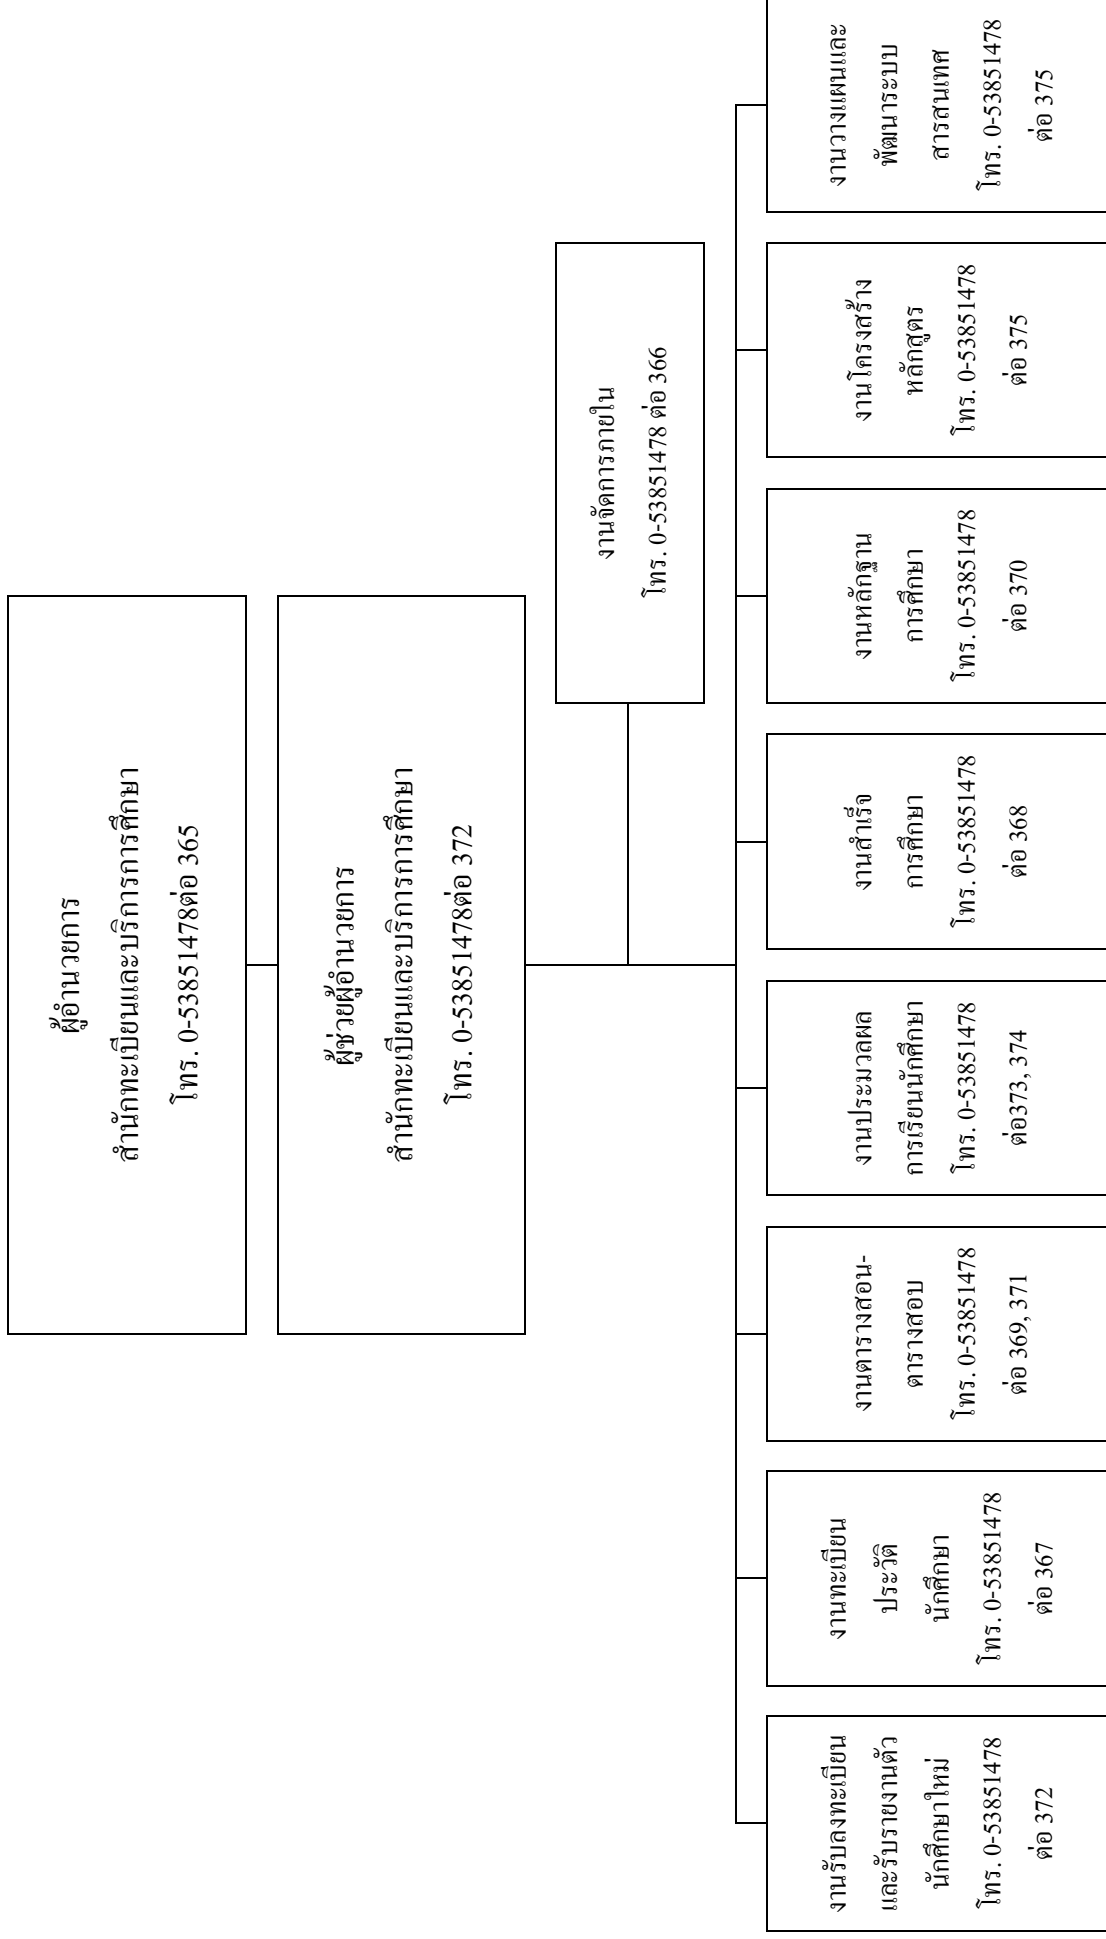 ผู้อำนวยการ
สำนักทะเบียนและบริการการศึกษา
โทร. 0-53851478ต่อ 365
ผู้ช่วยผู้อำนวยการ
สำนักทะเบียนและบริการการศึกษา
โทร. 0-53851478ต่อ 372
งานจัดการภายใน
โทร. 0-53851478 ต่อ 366
งานรับลงทะเบียน
และรับรายงานตัว
นักศึกษาใหม่
โทร. 0-53851478
ต่อ 372
งานทะเบียน
ประวัติ
นักศึกษา
โทร. 0-53851478
ต่อ 367
งานตารางสอน-
ตารางสอบ
โทร. 0-53851478
ต่อ 369, 371
งานประมวลผล
การเรียนนักศึกษา
โทร. 0-53851478
ต่อ373, 374
งานสำเร็จ
การศึกษา
โทร. 0-53851478
ต่อ 368
งานหลักฐาน
การศึกษา
โทร. 0-53851478
ต่อ 370
งานโครงสร้าง
หลักสูตร
โทร. 0-53851478
ต่อ 375
งานวางแผนและ
พัฒนาระบบ
สารสนเทศ
โทร. 0-53851478
ต่อ 375